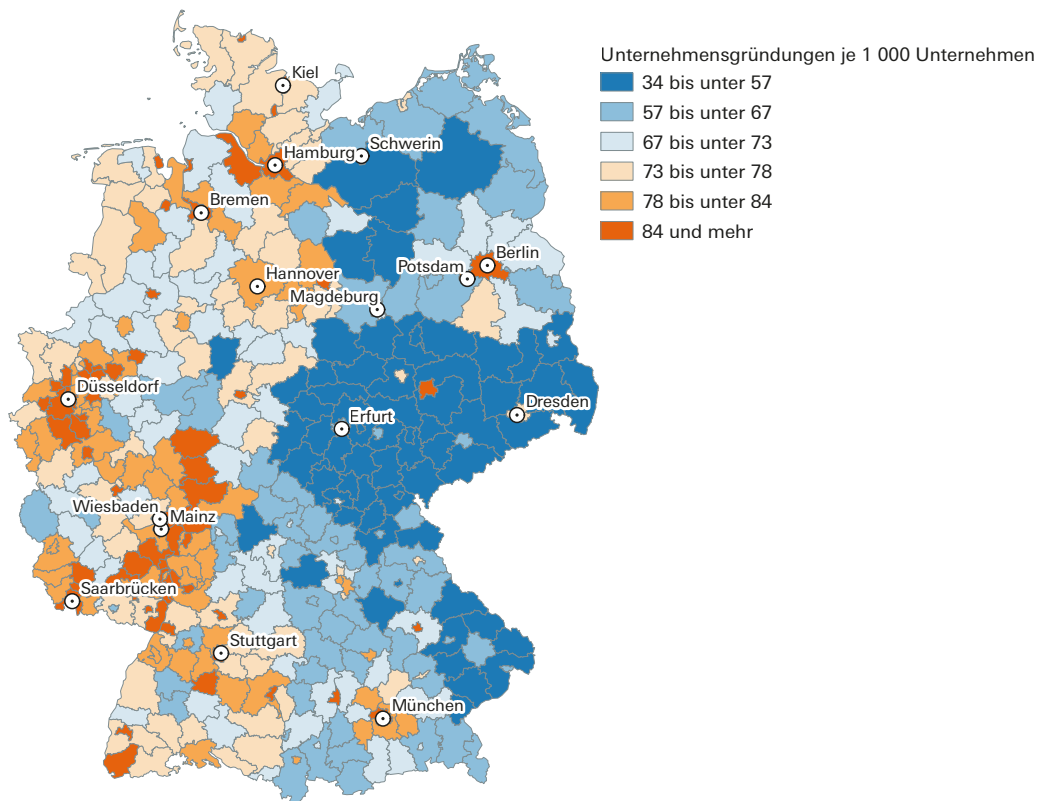 Unternehmensgründungen je 1 000 Unternehmen
34 bis unter 57
57 bis unter 67
67 bis unter 73
73 bis unter 78
78 bis unter 84
84 und mehr
Kiel
Schwerin
Hamburg
Bremen
Berlin
Potsdam
Hannover
Magdeburg
Düsseldorf
Dresden
Erfurt
Wiesbaden
Mainz
Saarbrücken
Stuttgart
München